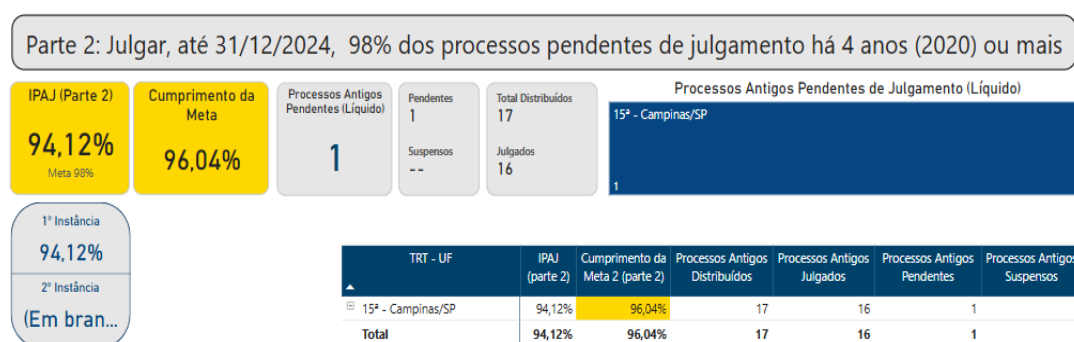 Parte 2: Julgar, até 31/12/2024, 98% dos processos pendentes de julgamento há 4 anos (2020) ou mais
IPAJ (Parte 2)
94,12%
Meta 98%
Cumprimento da
Meta
96,04%
Processos Antigos
Pendentes (Líquido)
1
Pendentes
1
Suspensos
--
Total Distribuídos
17
Julgados
16
Processos Antigos Pendentes de Julgamento (Líquido)
15ª - Campinas/SP
1
1º Instância
94,12%
2º Instância
(Em bran...
TRT - UF IPAJ (parte 2) Cumprimento da Meta 2 (parte 2) Processos Antigos Distribuídos Processos Antigos Julgados Processos Antigos Pendentes Processos Antigos Suspensos
15ª - Campinas/SP 94,12% 96,04% 17 16 1
Total 94,12% 96,04% 17 16 1